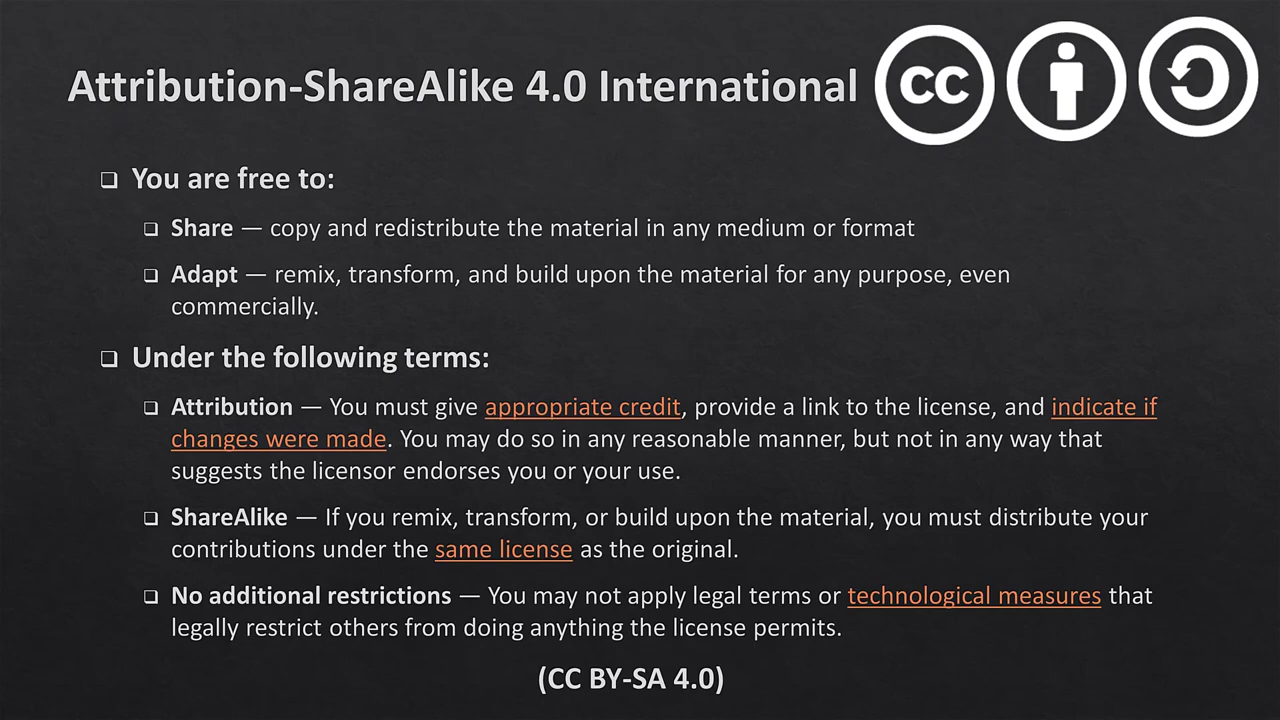 Attribution-ShareAlike 4.0 International
cc
You are free to:
Share — copy and redistribute the material in any medium or format
Adapt — remix, transform, and build upon the material for any purpose, even
commercially.
Under the following terms:
Attribution — You must give appropriate credit, provide a link to the license, and indicate if
changes were made. You may do so in any reasonable manner, but not in any way that
suggests the licensor endorses you or your use.
ShareAlike — If you remix, transform, or build upon the material, you must distribute your
contributions under the same license as the original.
No additional restrictions — You may not apply legal terms or technological measures that
legally restrict others from doing anything the license permits.
(CC BY-SA 4.0)